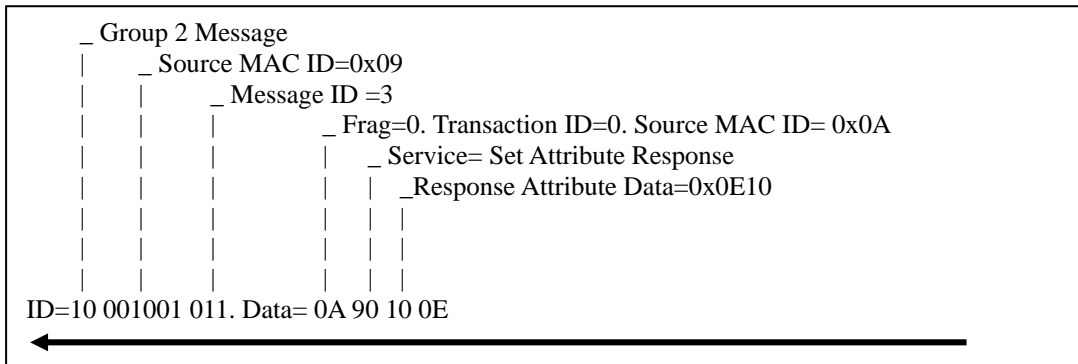 _ Group 2 Message
| _ Source MAC ID=0x09
| | _ Message ID =3
| | | _ Frag=0. Transaction ID=0. Source MAC ID= 0x0A
| | | | _ Service= Set Attribute Response
| | | | | _Response Attribute Data=0x0E10
| | | | | |
| | | | | |
| | | | | |
| | | | | |
ID=10 001001 011. Data= 0A 90 10 0E